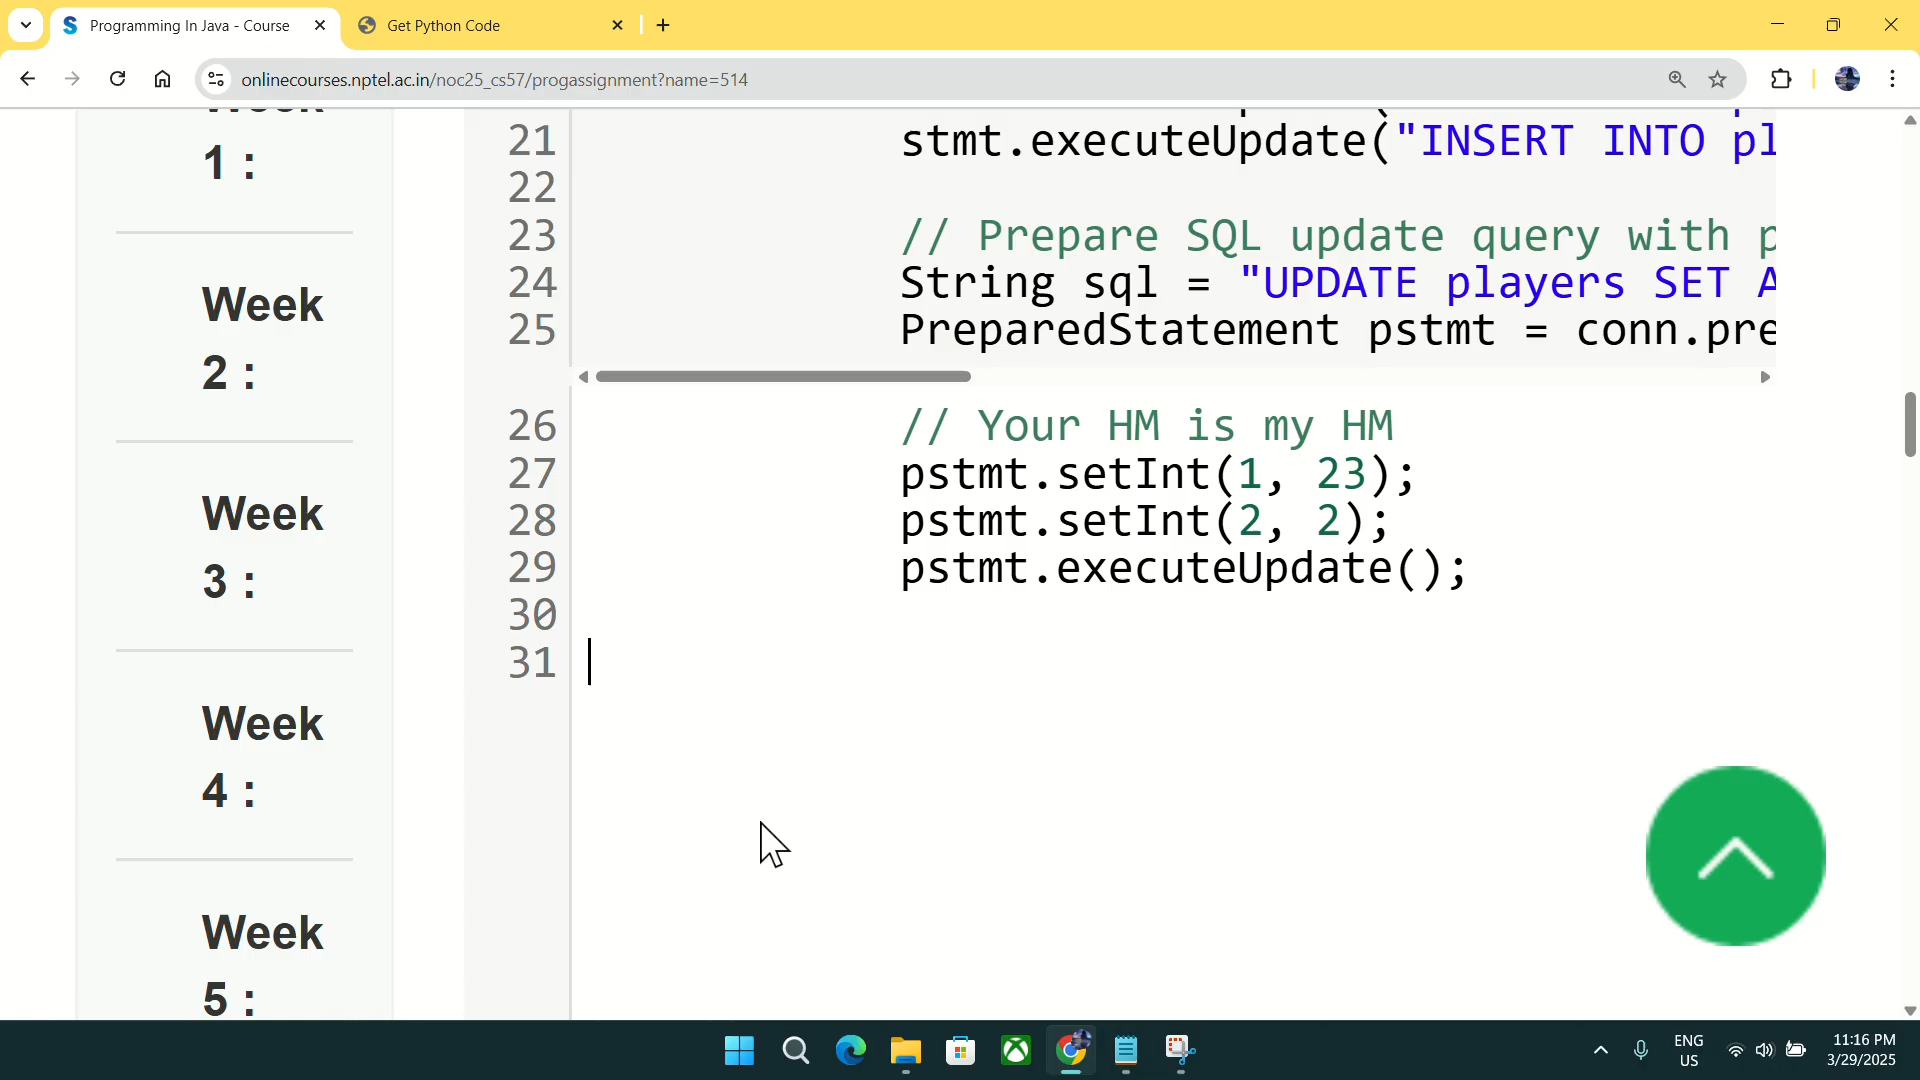 Programming In Java - Course
Get Python Code
onlinecourses.nptel.ac.in/noc25_cs57/progassignment?name=514
Week
1 :
Week
2 :
Week
3 :
Week
4 :
Week
5 :
21 stmt.executeUpdate("INSERT INTO pl
22
23 // Prepare SQL update query with p
24 String sql = "UPDATE players SET A
25 PreparedStatement pstmt = conn.pre
26 // Your HM is my HM
27 pstmt.setInt(1, 23);
28 pstmt.setInt(2, 2);
29 pstmt.executeUpdate();
30
31
ENG
US
11:16 PM
3/29/2025